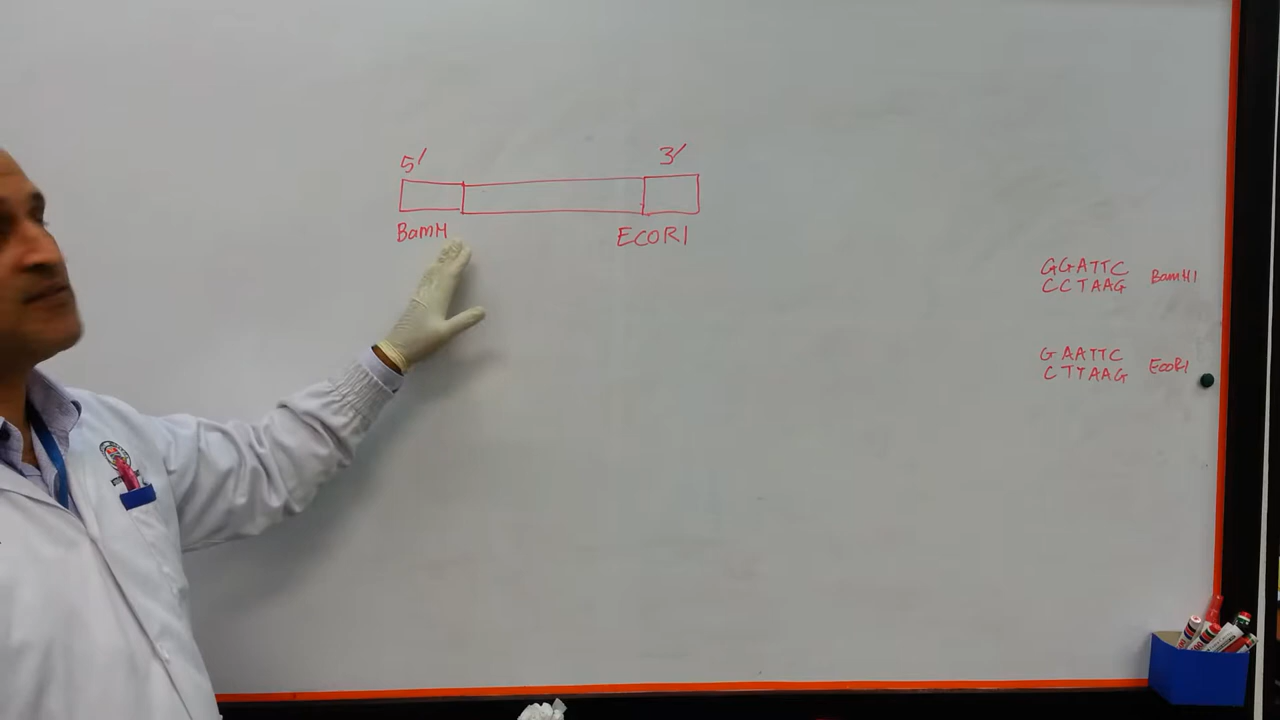 5' 3'
BamH ECORI
GGATTC
CCTAAG BamHI
GAATTC
CTTAAG EcoRI